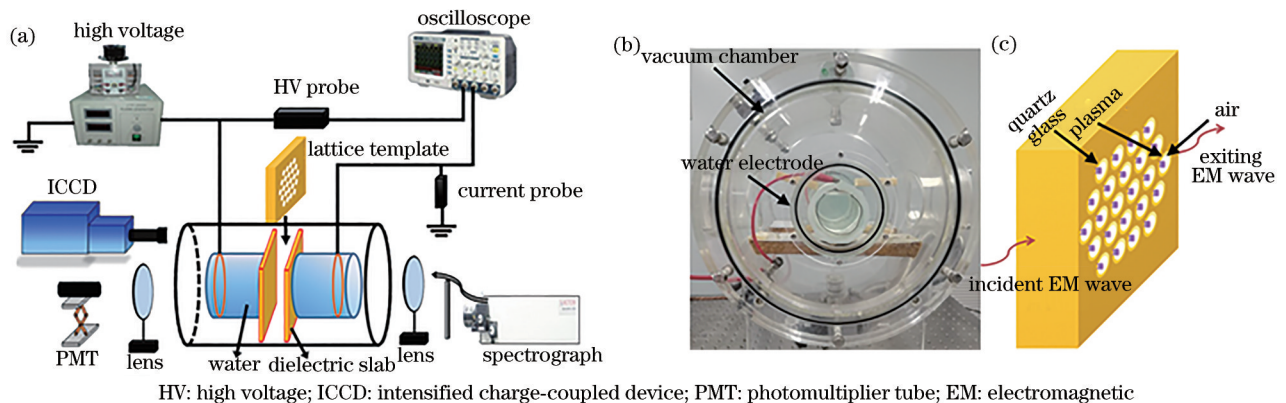 (a)
high voltage
oscilloscope
HV probe
lattice template
current probe
ICCD
PMT
lens
water
dielectric slab
lens
spectrograph
(b)
vacuum chamber
water electrode
(c)
quartz
glass
plasma
air
exiting
EM wave
incident EM wave
HV: high voltage; ICCD: intensified charge-coupled device; PMT: photomultiplier tube; EM: electromagnetic